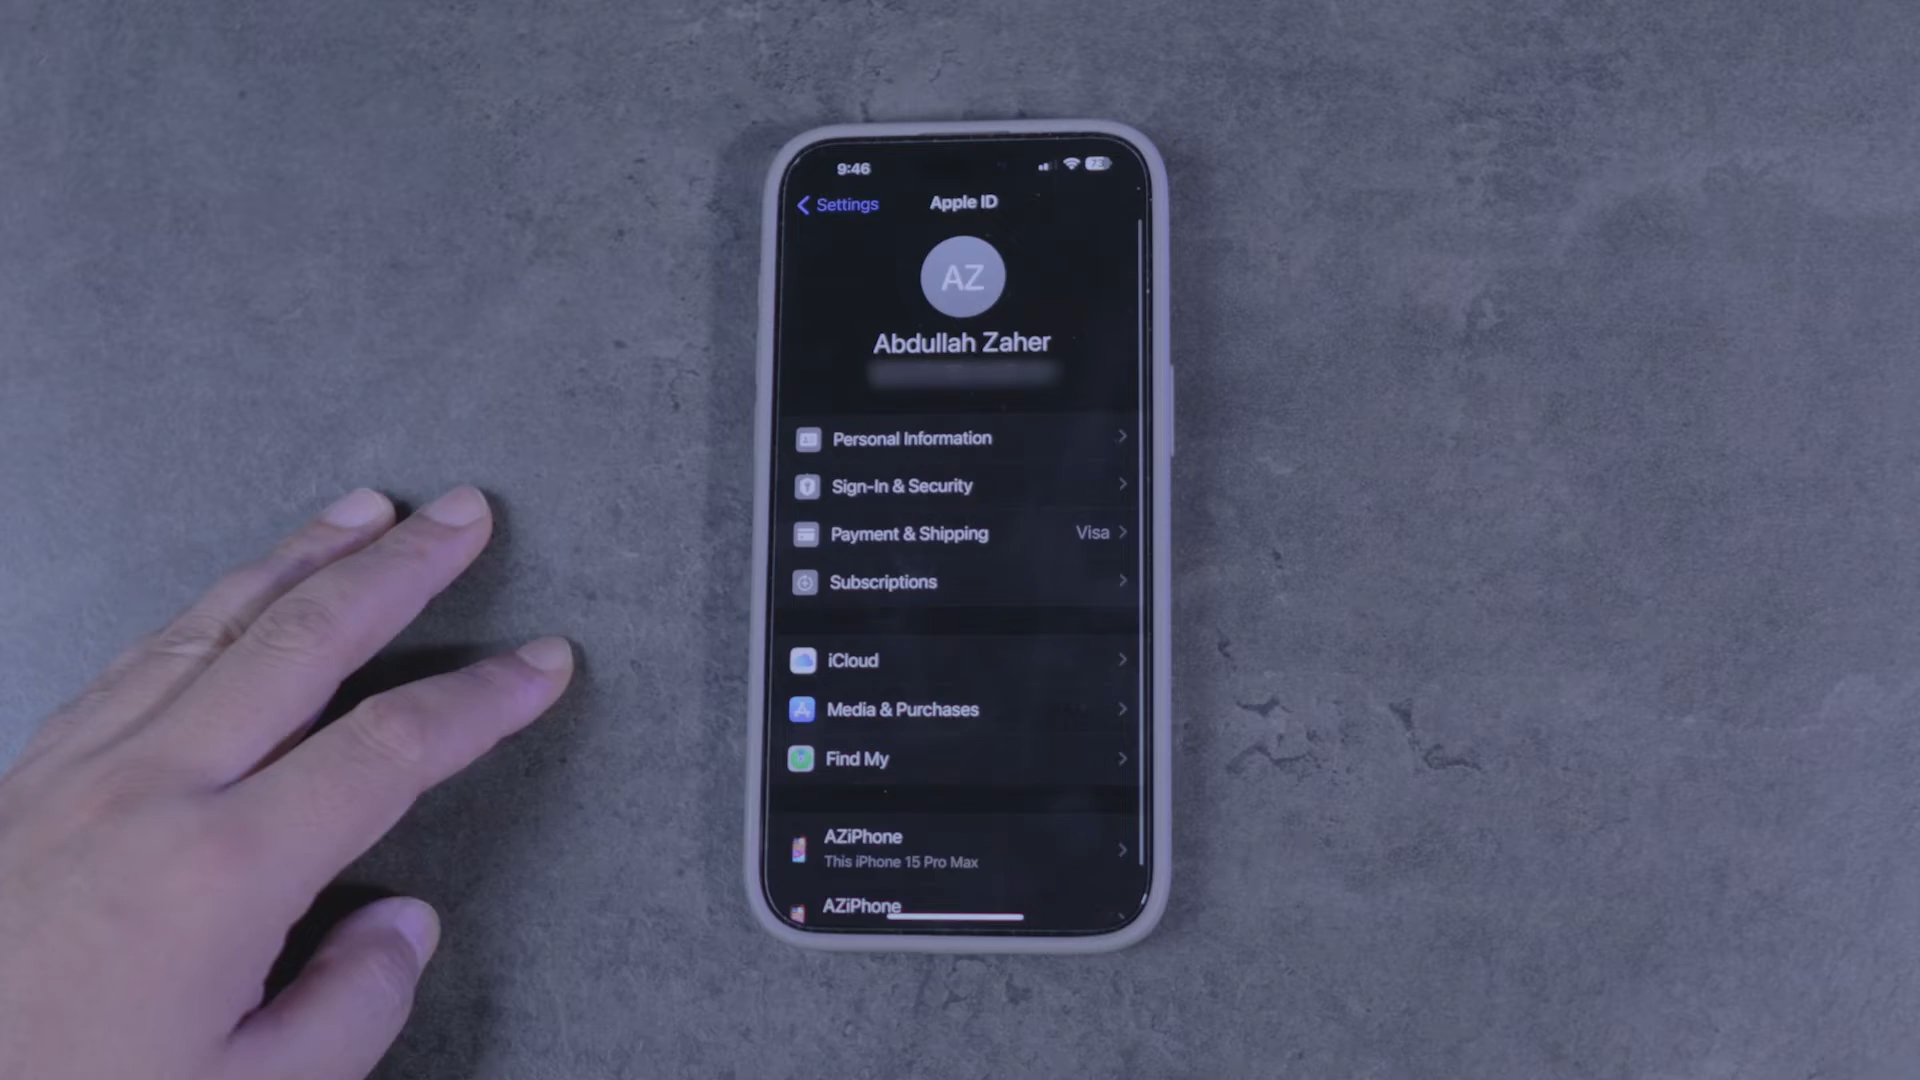 9:46
73
Settings
Apple ID
AZ
Abdullah Zaher
Personal Information
Sign-In & Security
Payment & Shipping
Visa
Subscriptions
iCloud
Media & Purchases
Find My
AZiPhone
This iPhone 15 Pro Max
AZiPhone